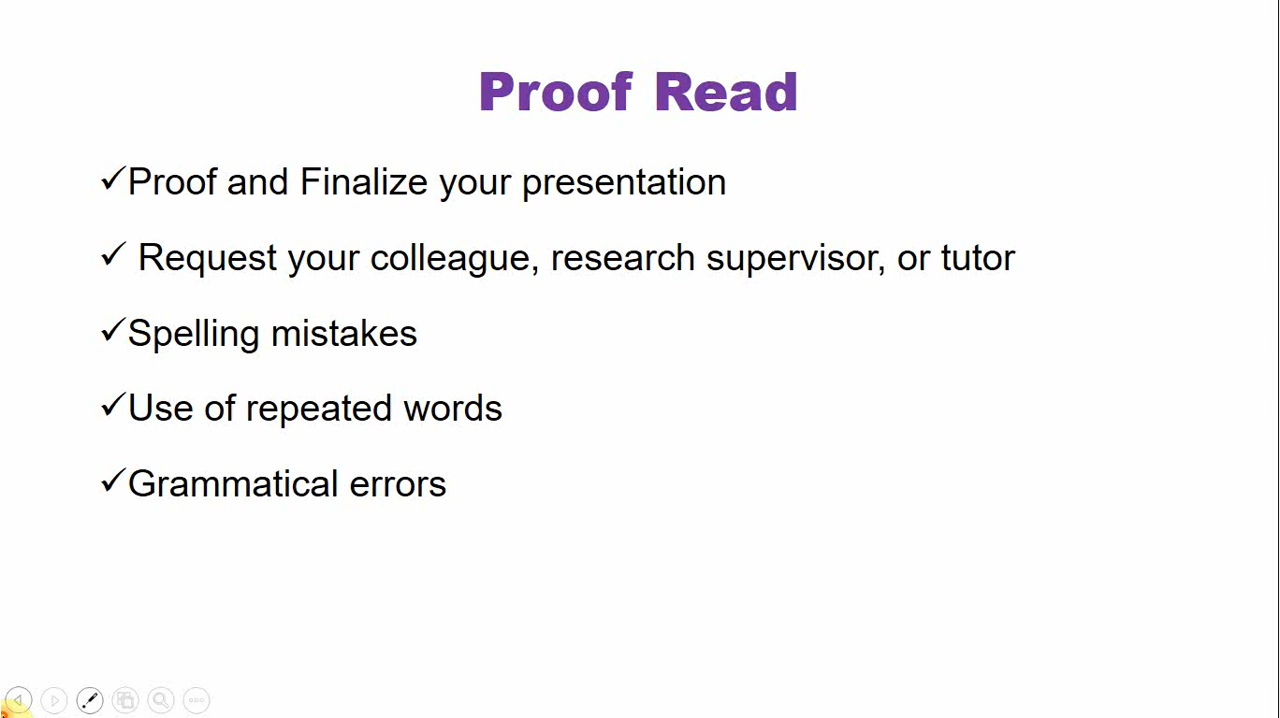 Proof Read
✓Proof and Finalize your presentation
✓ Request your colleague, research supervisor, or tutor
✓Spelling mistakes
✓Use of repeated words
✓Grammatical errors